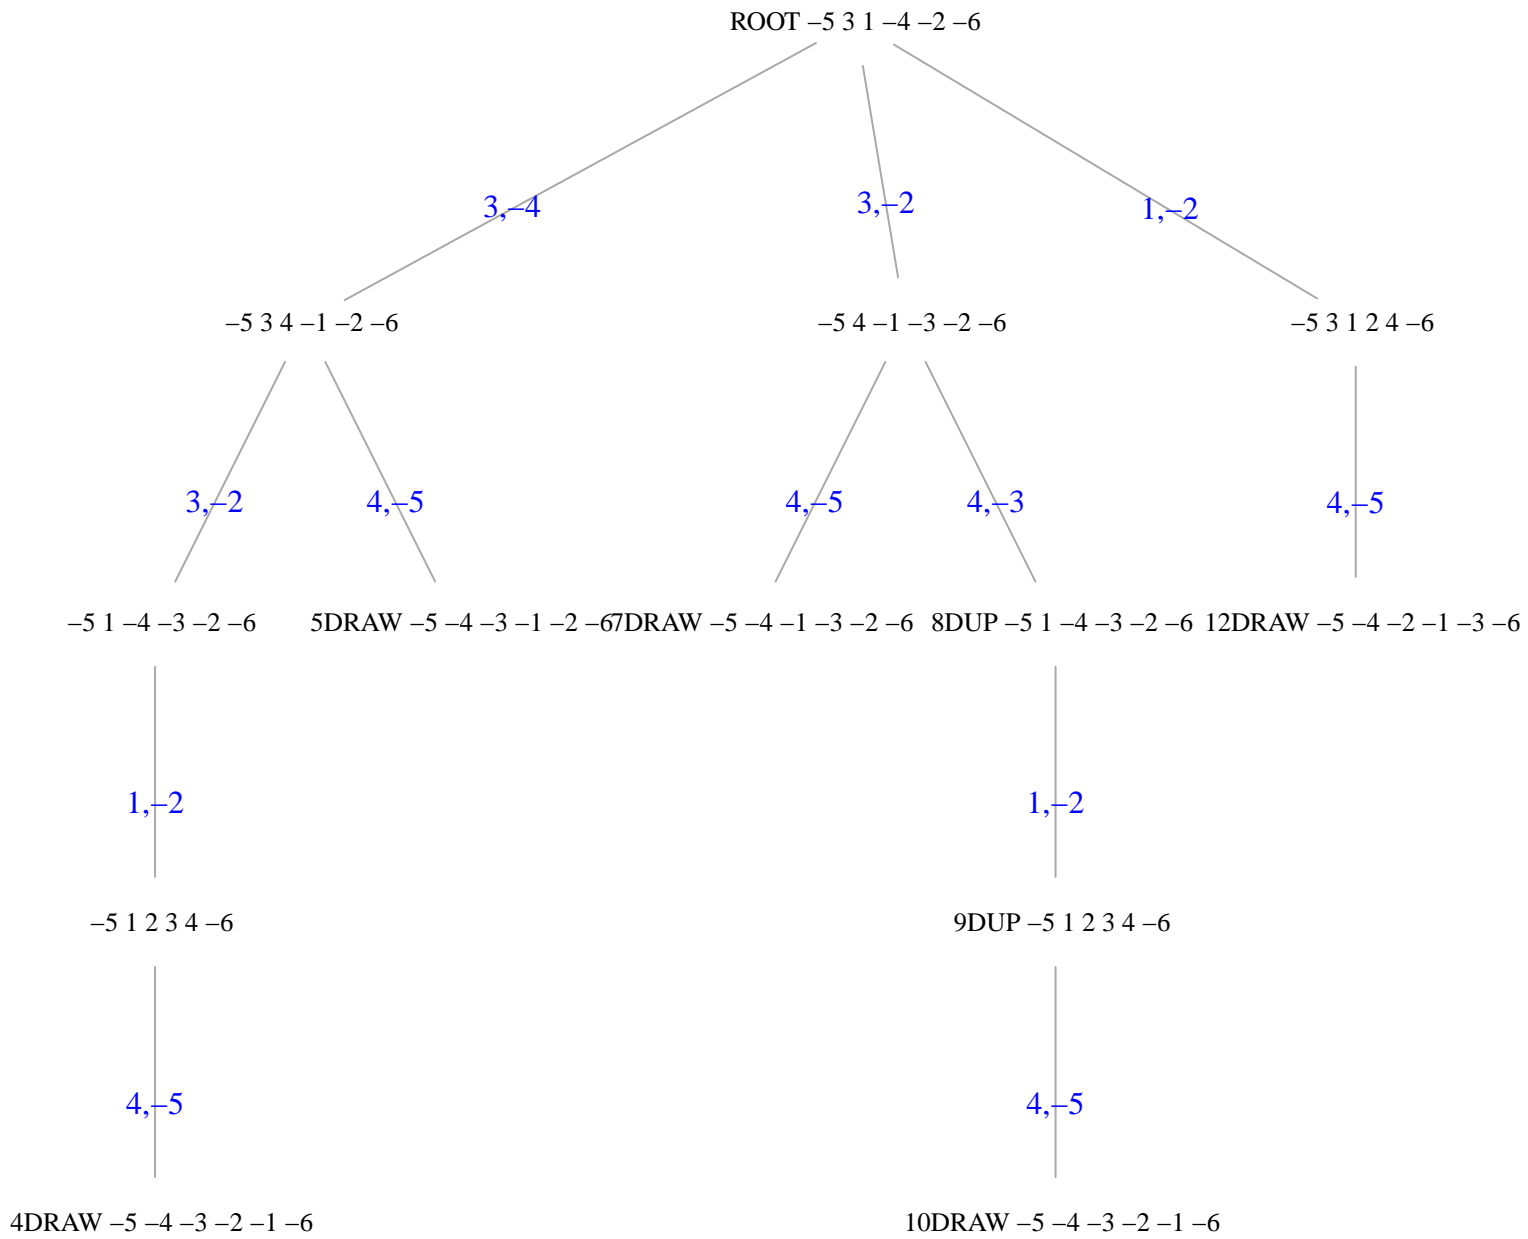 ROOT –5 3 1 –4 –2 –6
3,–4
3,–2
1,–2
–5 3 4 –1 –2 –6
–5 4 –1 –3 –2 –6
–5 3 1 2 4 –6
3,–2
4,–5
4,–5
4,–3
4,–5
–5 1 –4 –3 –2 –6
5DRAW –5 –4 –3 –1 –2 –6
7DRAW –5 –4 –1 –3 –2 –6
8DUP –5 1 –4 –3 –2 –6
12DRAW –5 –4 –2 –1 –3 –6
1,–2
1,–2
–5 1 2 3 4 –6
9DUP –5 1 2 3 4 –6
4,–5
4,–5
4DRAW –5 –4 –3 –2 –1 –6
10DRAW –5 –4 –3 –2 –1 –6